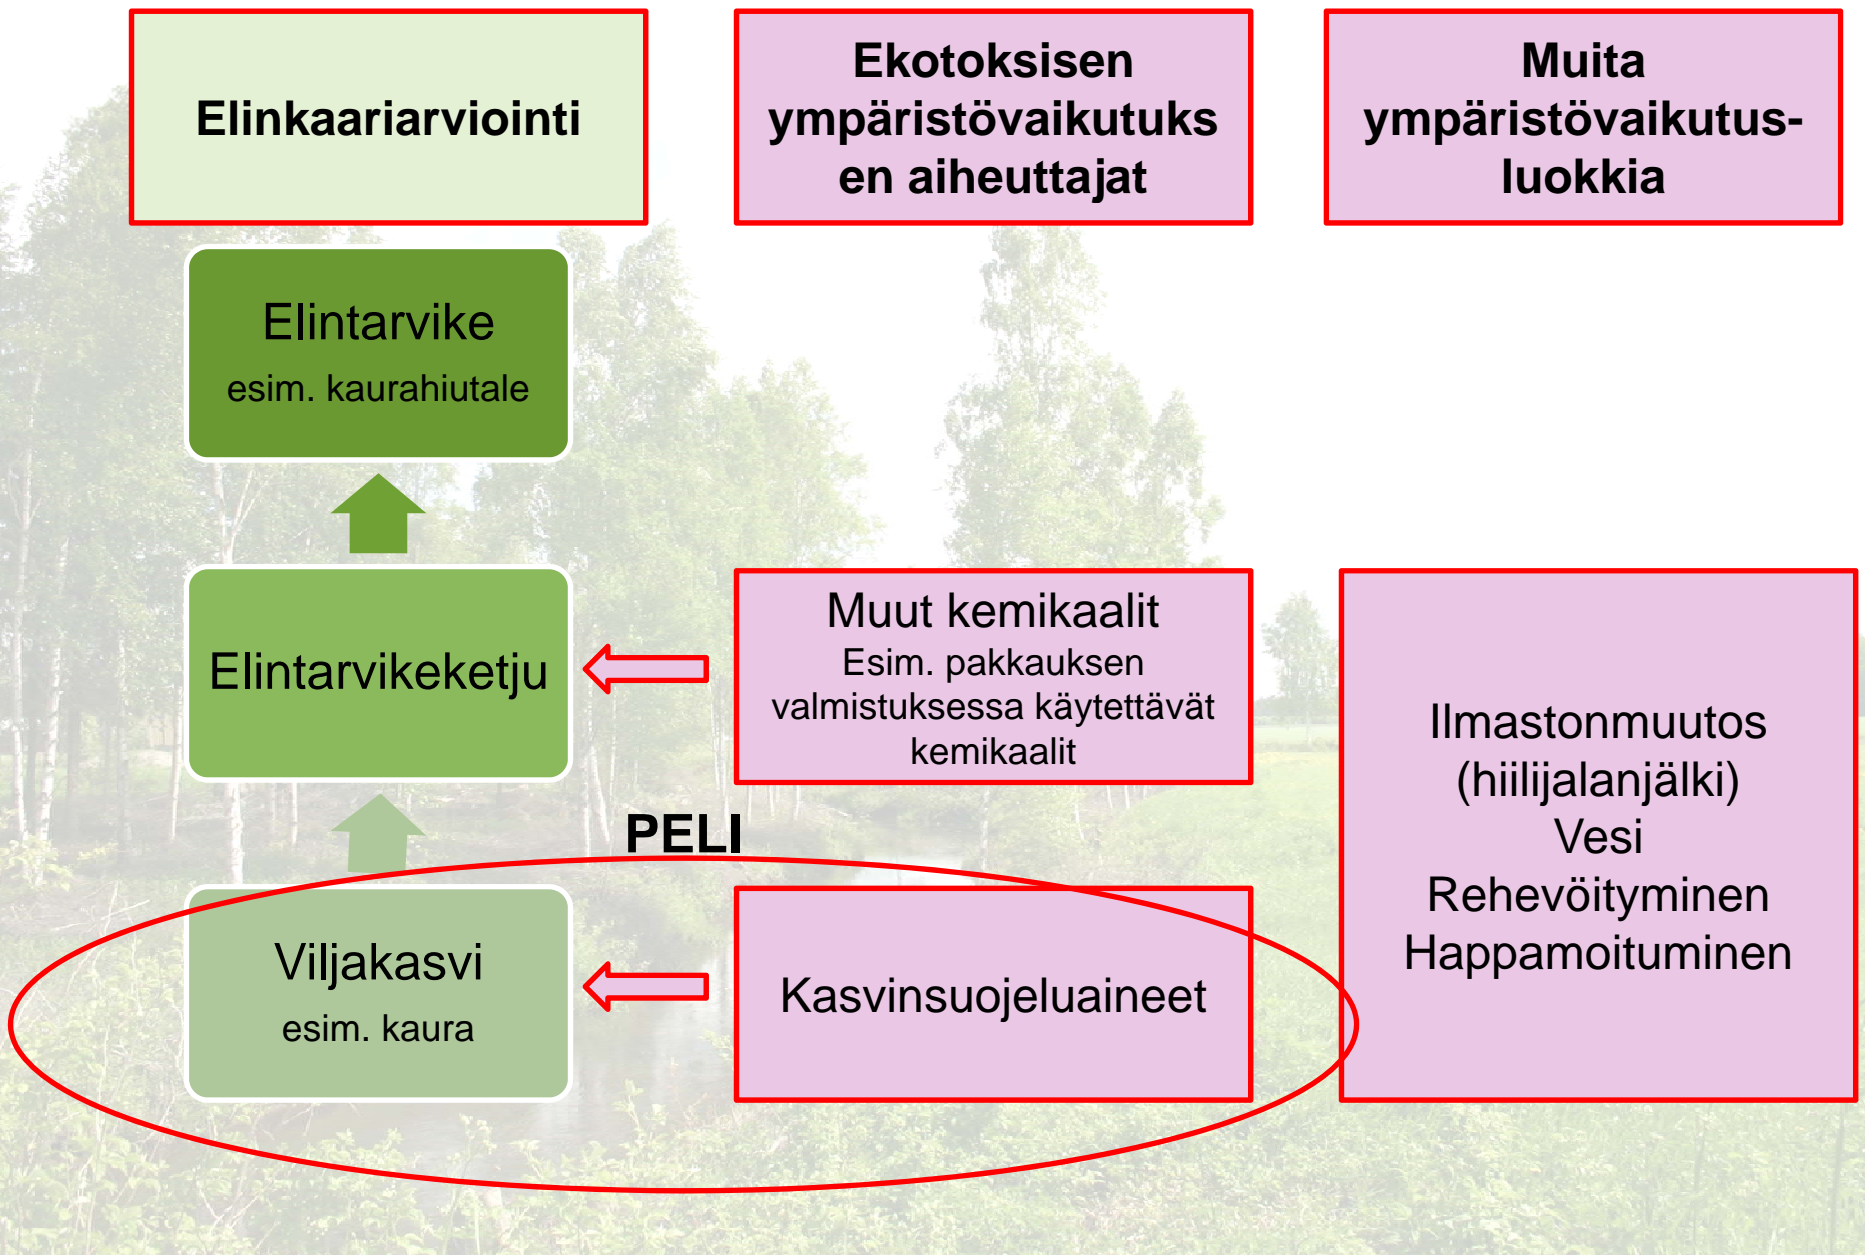 Elinkaariarviointi
Ekotoksisen
ympäristövaikutuks
en aiheuttajat
Muita
ympäristövaikutus-
luokkia
Elintarvike
esim. kaurahiutale
Elintarvikeketju
Muut kemikaalit
Esim. pakkauksen
valmistuksessa käytettävät
kemikaalit
PELI
Viljakasvi
esim. kaura
Kasvinsuojeluaineet
Ilmastonmuutos
(hiilijalanjälki)
Vesi
Rehevöityminen
Happamoituminen